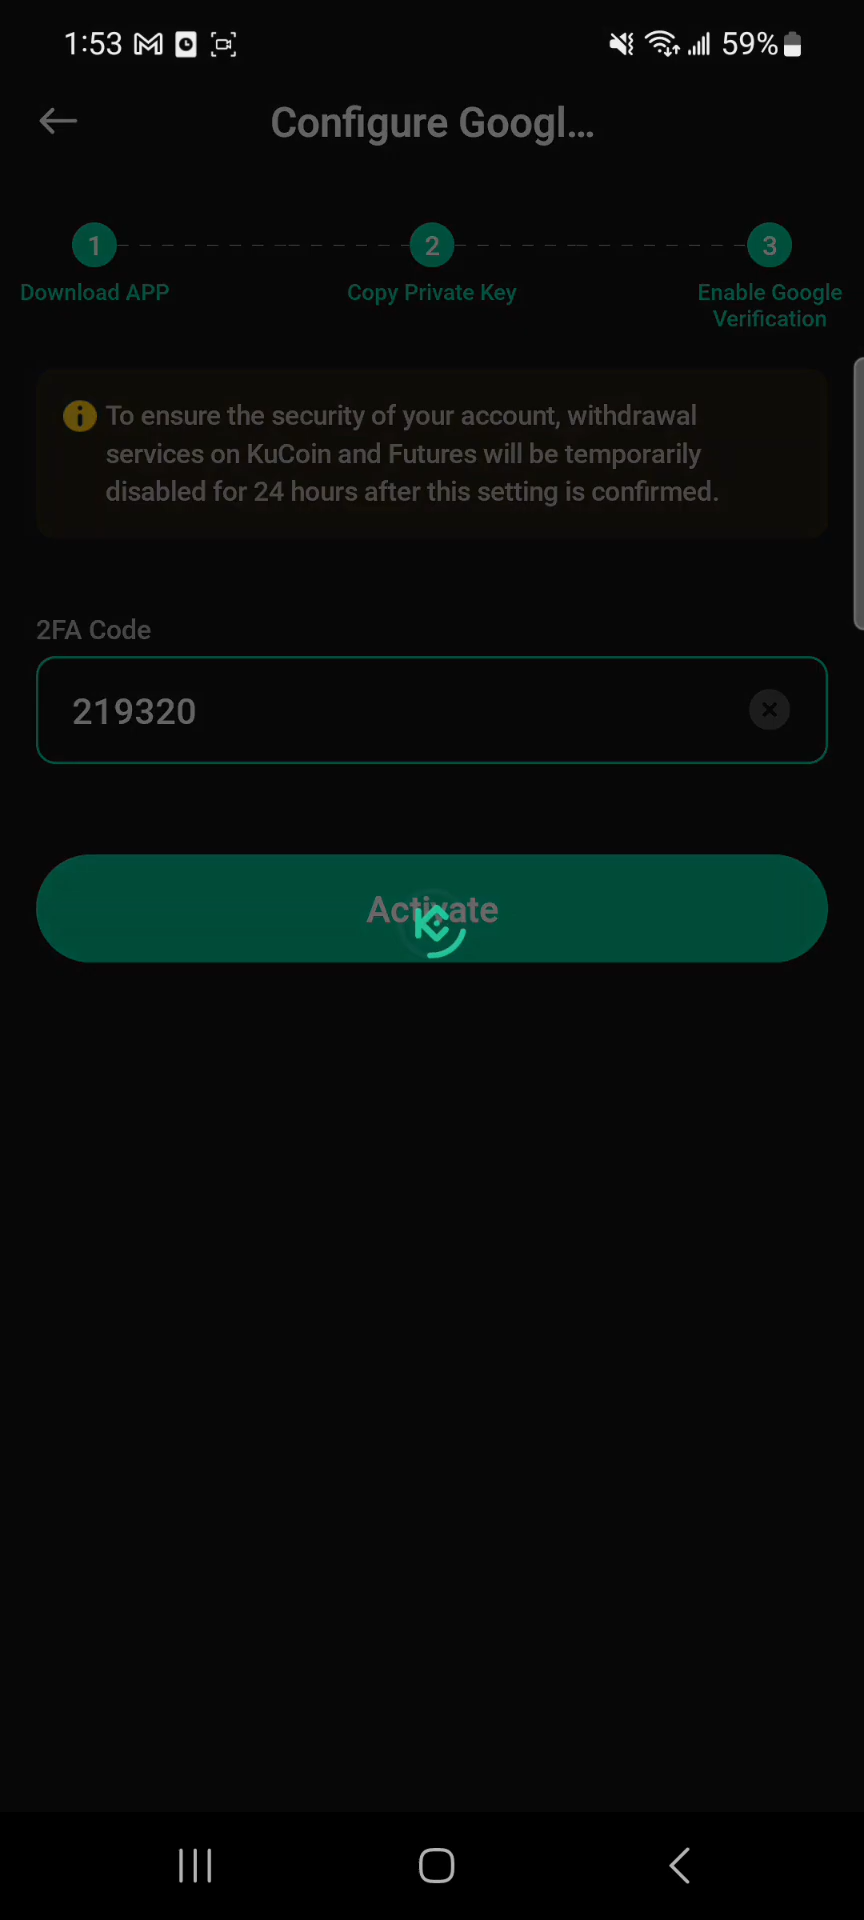 1:53
59%
Configure Googl...
1
2
3
Download APP
Copy Private Key
Enable Google
Verification
To ensure the security of your account, withdrawal
services on KuCoin and Futures will be temporarily
disabled for 24 hours after this setting is confirmed.
2FA Code
219320
Activate